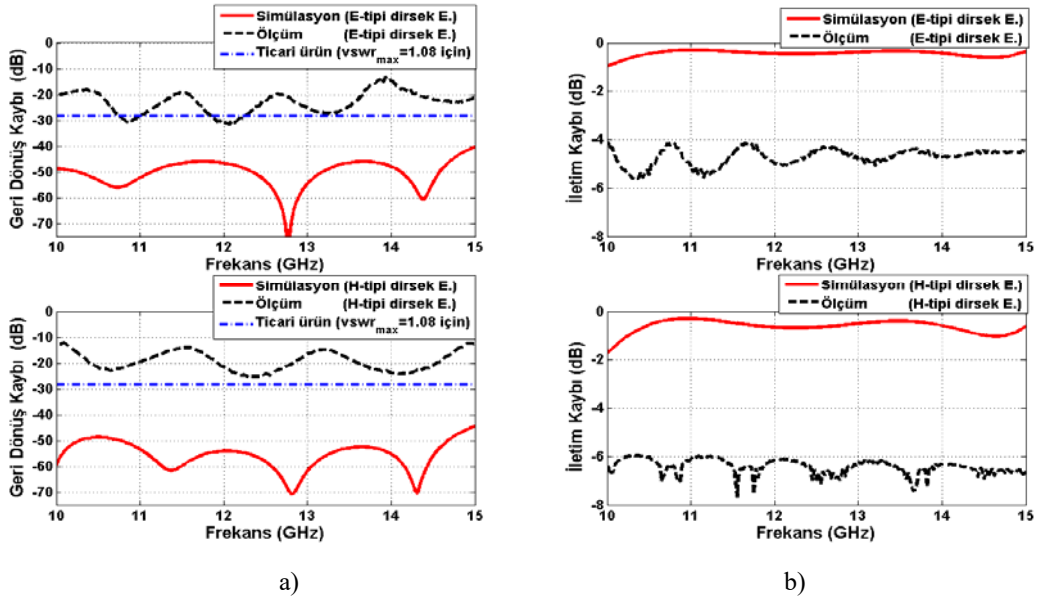 Simülasyon (E-tipi dirsek E.)
Ölçüm (E-tipi dirsek E.)
Ticari ürün (vswrmax=1.08 için)
Geri Dönüş Kaybı (dB)
0
-10
-20
-30
-40
-50
-60
-70
10 11 12 13 14 15
Frekans (GHz)
Simülasyon (E-tipi dirsek E.)
Ölçüm (E-tipi dirsek E.)
İletim Kaybı (dB)
0
-2
-4
-6
-8
10 11 12 13 14 15
Frekans (GHz)
Simülasyon (H-tipi dirsek E.)
Ölçüm (H-tipi dirsek E.)
Ticari ürün (vswrmax=1.08 için)
Geri Dönüş Kaybı (dB)
0
-10
-20
-30
-40
-50
-60
-70
10 11 12 13 14 15
Frekans (GHz)
Simülasyon (H-tipi dirsek E.)
Ölçüm (H-tipi dirsek E.)
İletim Kaybı (dB)
0
-2
-4
-6
-8
10 11 12 13 14 15
Frekans (GHz)
a) b)